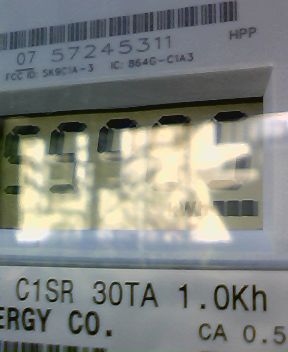 07 57245311
HPP
FCC ID: SK9C1A-3 IC: 864G-C1A3
C1SR 30TA 1.0Kh
ERGY CO.
CA 0.5